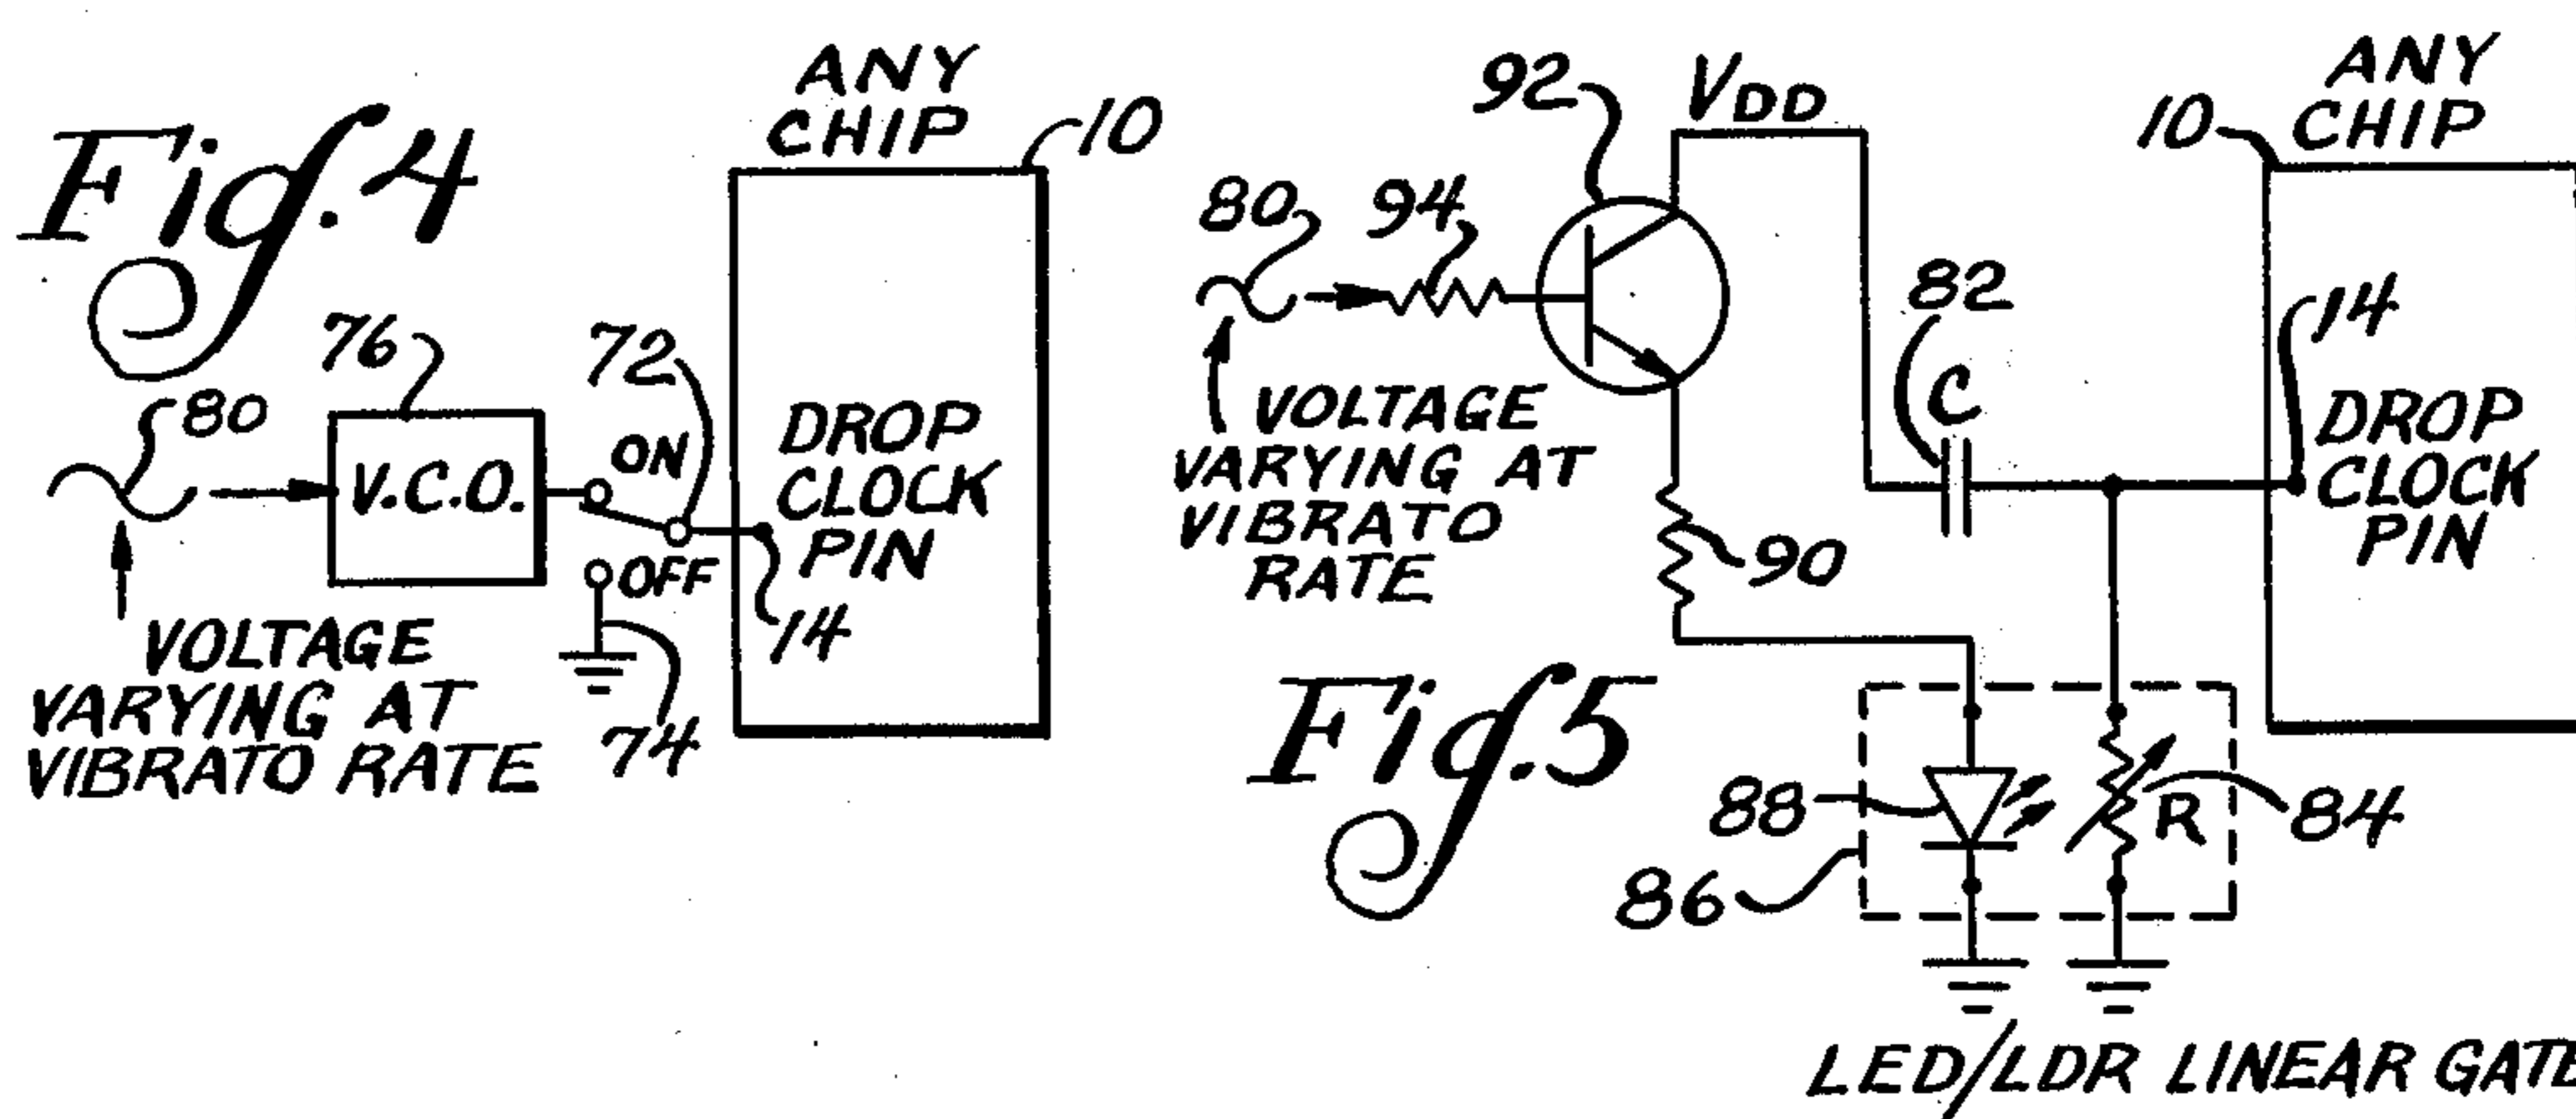 Fig. 4
ANY
CHIP
10
76
80
V.C.O.
72
ON
OFF
DROP
CLOCK
PIN
14
74
VOLTAGE
VARYING AT
VIBRATO RATE
Fig. 5
92
VDD
80
94
VOLTAGE
VARYING AT
VIBRATO
RATE
90
82
C
ANY
CHIP
10
14
DROP
CLOCK
PIN
88
86
R
84
LED/LDR LINEAR GATE